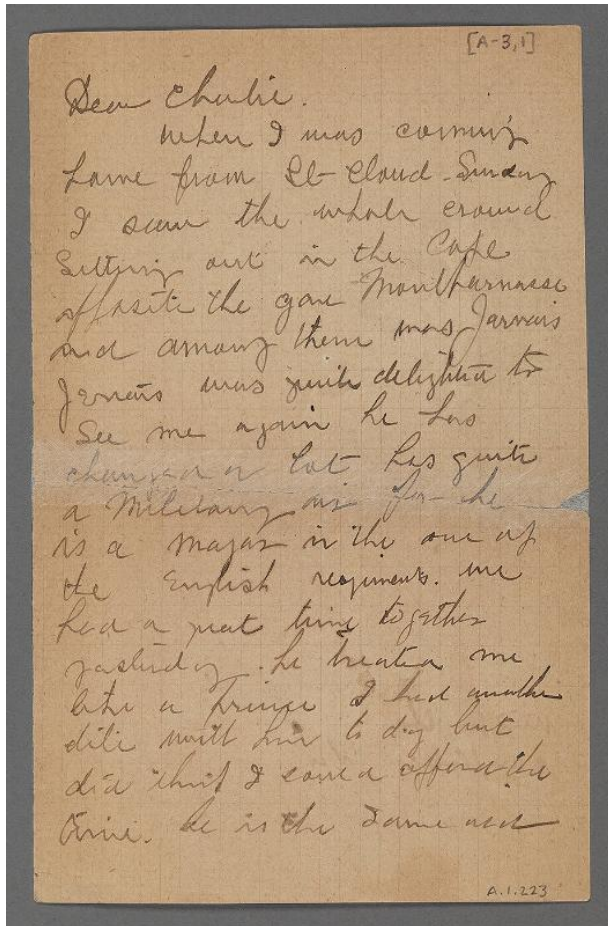 [A-3,1]
Dear Charlie.
When I was coming
home from St-Cloud Sunday
I saw the whole crowd
Sitting out in the Cafe
opposite the gare Montparnasse
and among them was Jarvais
Jervais was quite delighted to
See me again he has
changed a lot has quite
a Military air for he
is a Major in the one of
the English regiments. we
had a great time together
yesterday. he treated me
like a Prince I had another
with him to day but
did I could afford the
time. he is the same
A.1.223